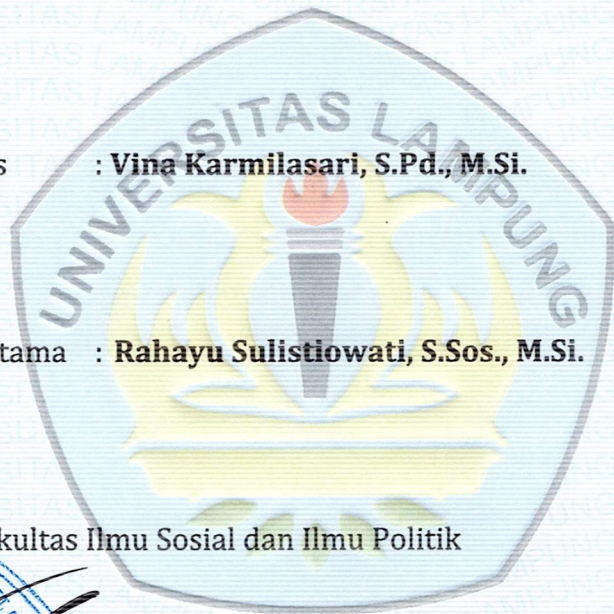 UNIVERSITAS LAMPUNG
s : Vina Karmilasari, S.Pd., M.Si.
tama : Rahayu Sulistiowati, S.Sos., M.Si.
kultas Ilmu Sosial dan Ilmu Politik